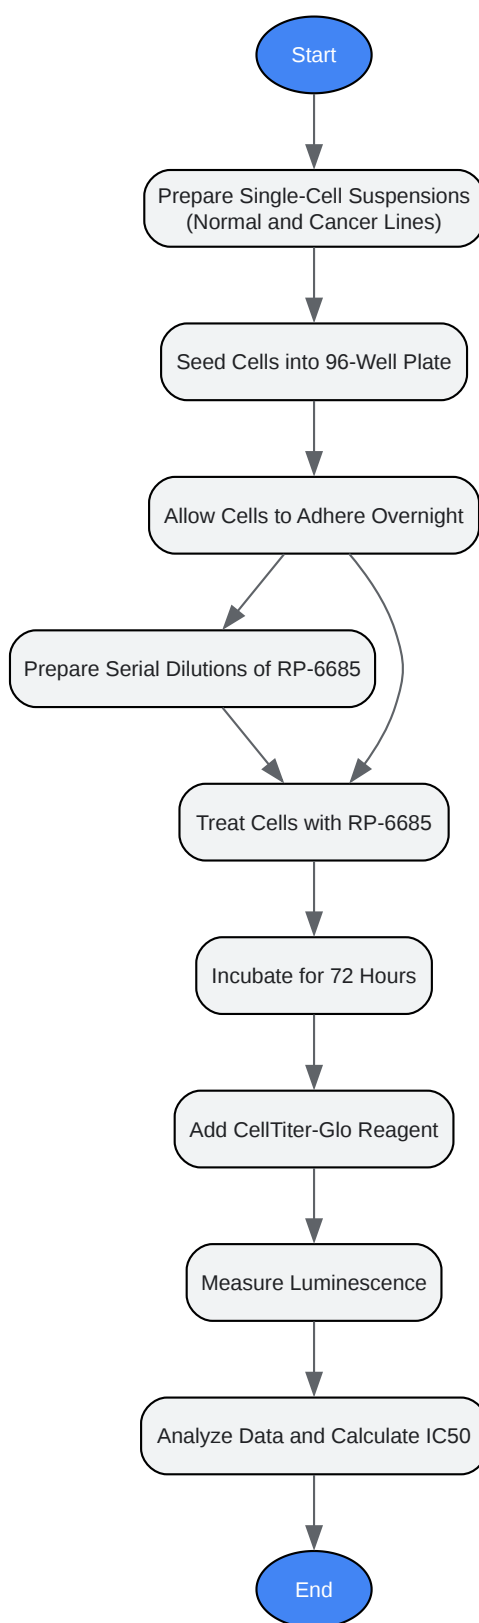 Start
Prepare Single-Cell Suspensions
(Normal and Cancer Lines)
Seed Cells into 96-Well Plate
Allow Cells to Adhere Overnight
Prepare Serial Dilutions of RP-6685
Treat Cells with RP-6685
Incubate for 72 Hours
Add CellTiter-Glo Reagent
Measure Luminescence
Analyze Data and Calculate IC50
End